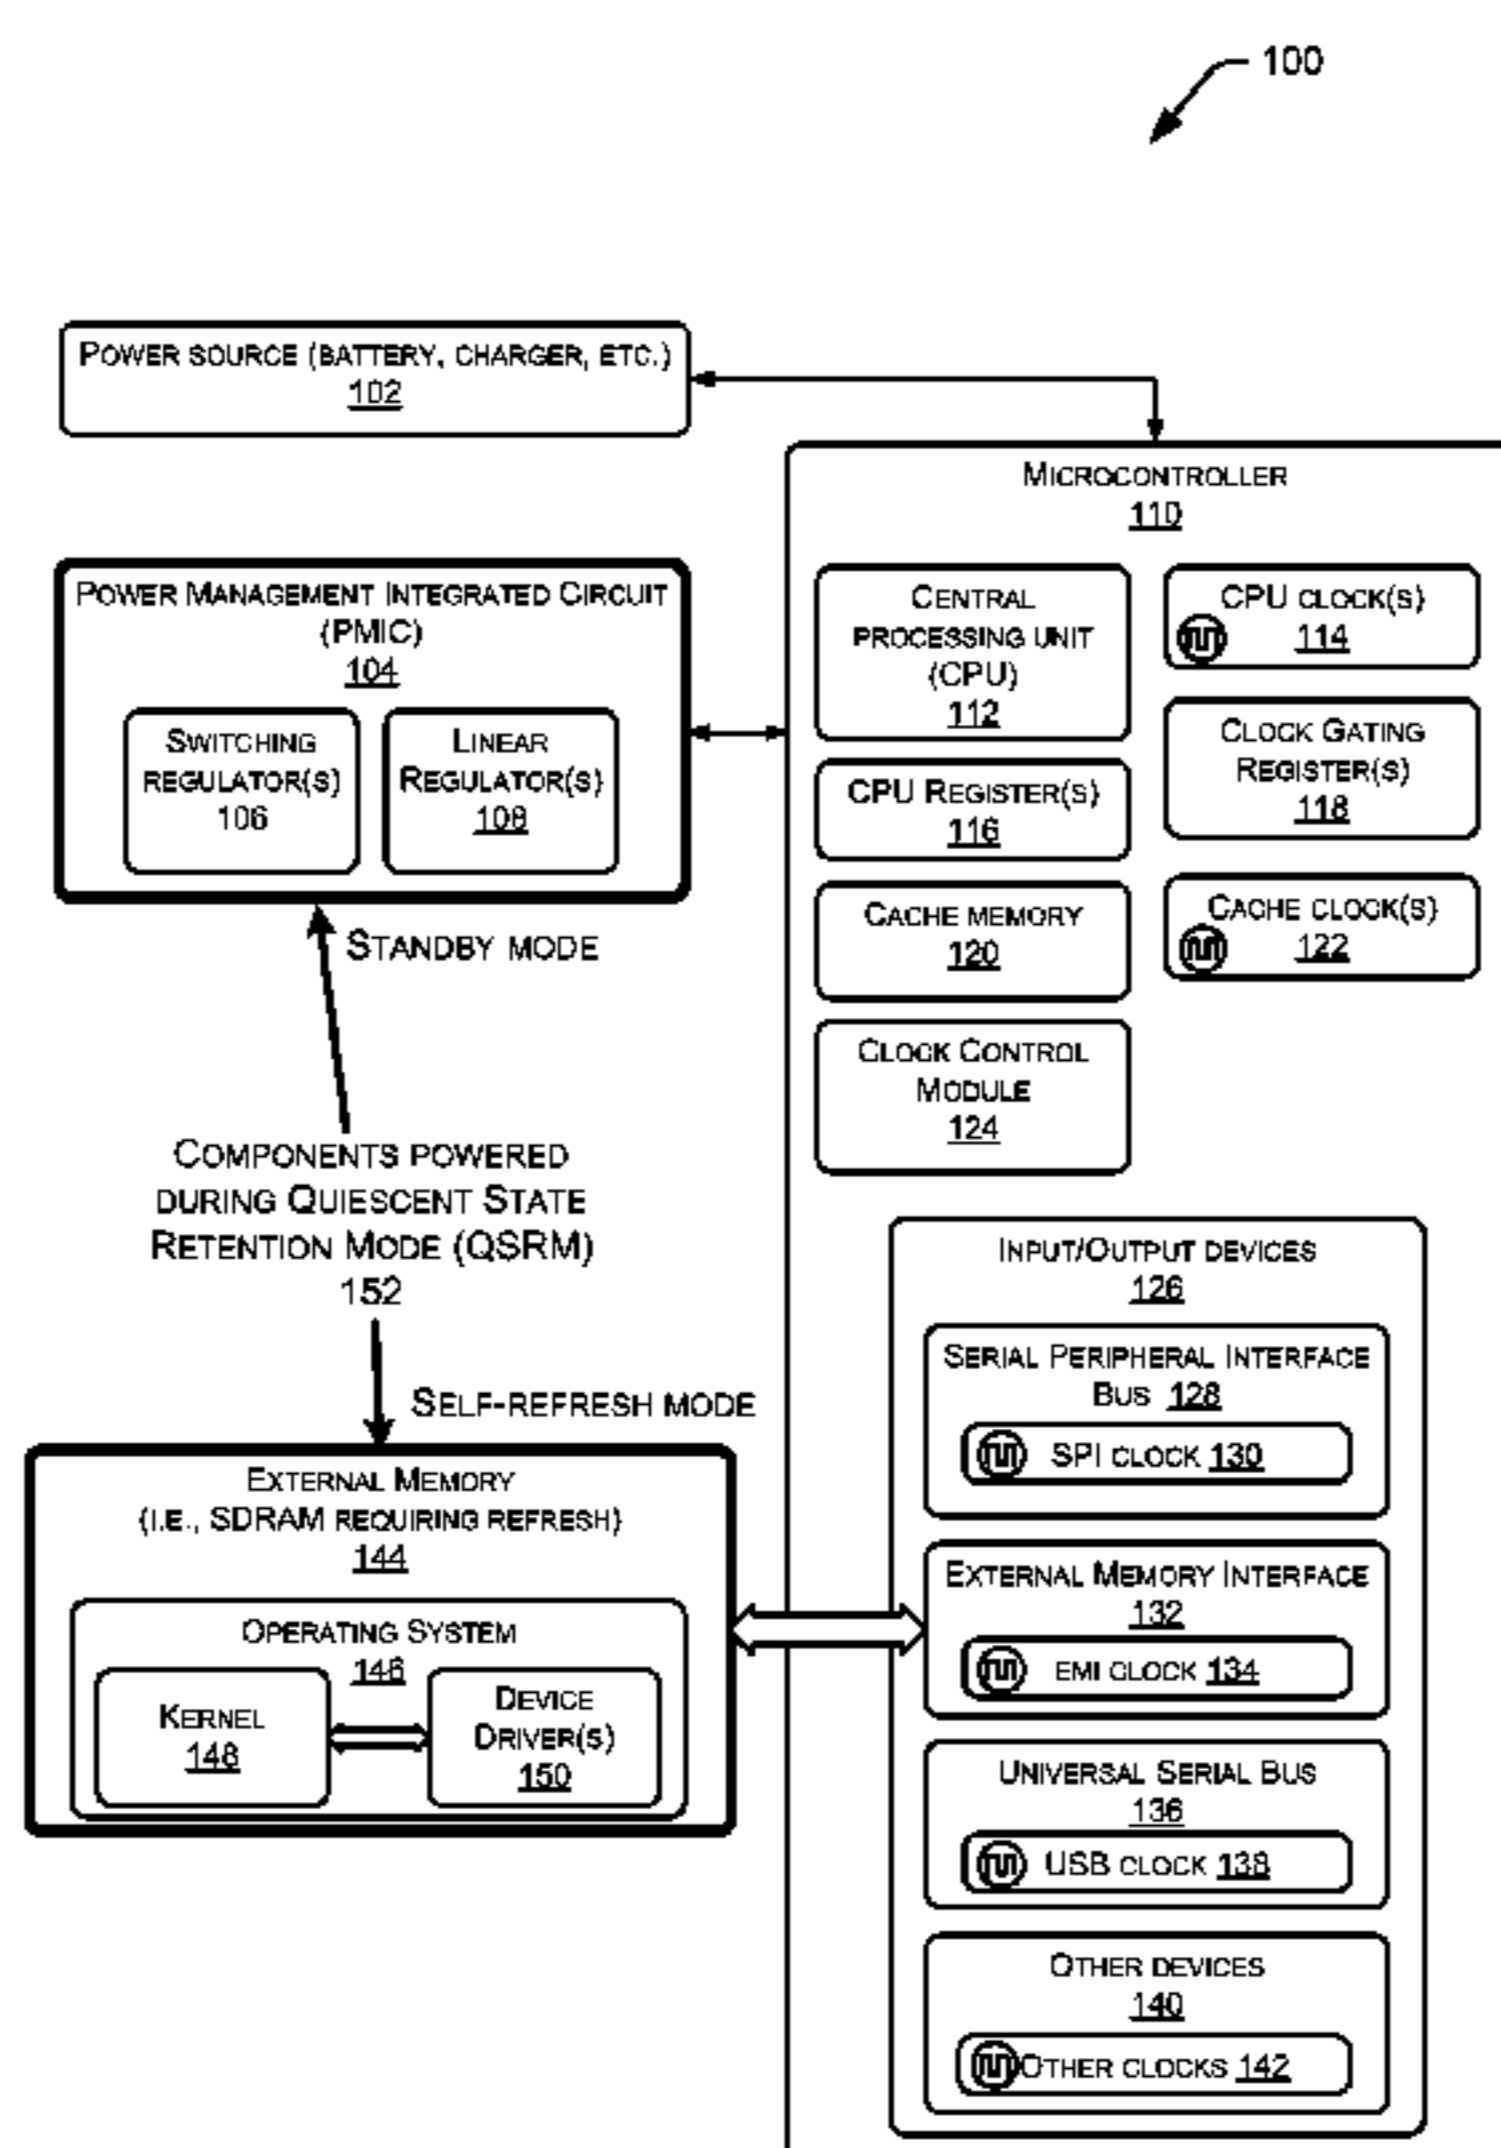 100
Power source (battery, charger, etc.)
102
Microcontroller
110
Power Management Integrated Circuit
(PMIC)
104
Switching
regulator(s)
106
Linear
Regulator(s)
108
Central
processing unit
(CPU)
112
CPU clock(s)
114
Clock Gating
Register(s)
118
CPU Register(s)
116
Cache memory
120
Cache clock(s)
122
Clock Control
Module
124
Standby mode
Components powered
during Quiescent State
Retention Mode (QSRM)
152
Self-refresh mode
External Memory
(i.e., SDRAM requiring refresh)
144
Operating System
146
Kernel
148
Device
Driver(s)
150
Input/Output devices
126
Serial Peripheral Interface
Bus 128
SPI clock 130
External Memory Interface
132
EMI clock 134
Universal Serial Bus
136
USB clock 138
Other devices
140
Other clocks 142